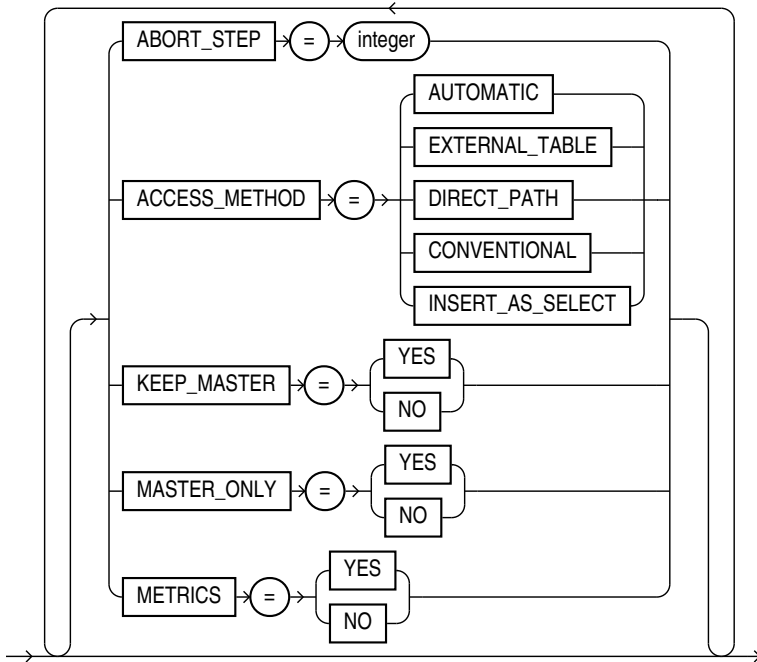 ABORT_STEP = integer
AUTOMATIC
EXTERNAL_TABLE
ACCESS_METHOD = DIRECT_PATH
CONVENTIONAL
INSERT_AS_SELECT
YES
KEEP_MASTER =
NO
YES
MASTER_ONLY =
NO
YES
METRICS =
NO